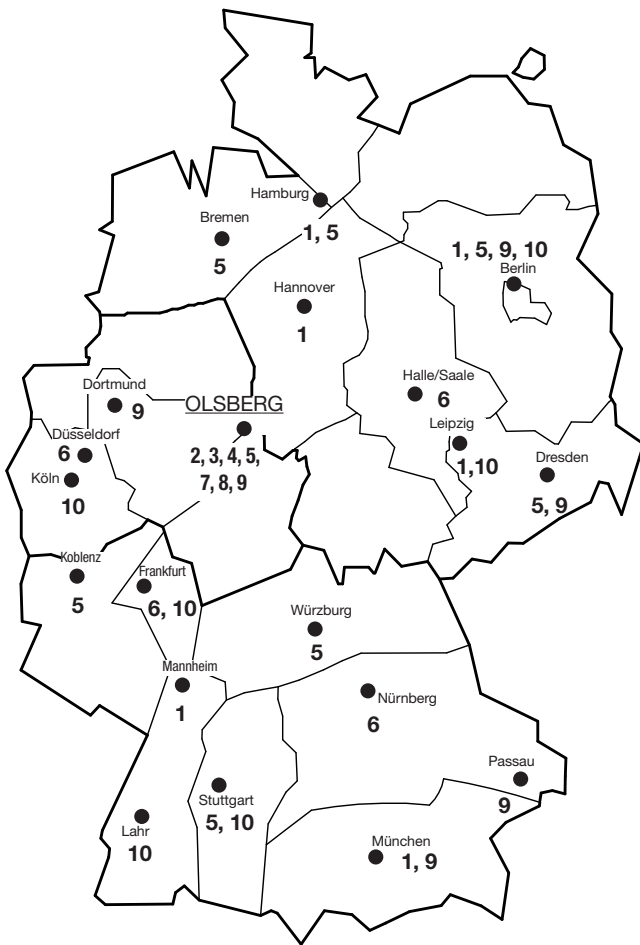 Hamburg
1, 5
Bremen
5
1, 5, 9, 10
Berlin
Hannover
1
Dortmund
9
OLSBERG
2, 3, 4, 5,
7, 8, 9
Halle/Saale
6
Düsseldorf
6
Leipzig
1,10
Köln
10
Dresden
5, 9
Koblenz
5
Frankfurt
6, 10
Würzburg
5
Mannheim
1
Nürnberg
6
Passau
9
Stuttgart
5, 10
Lahr
10
München
1, 9